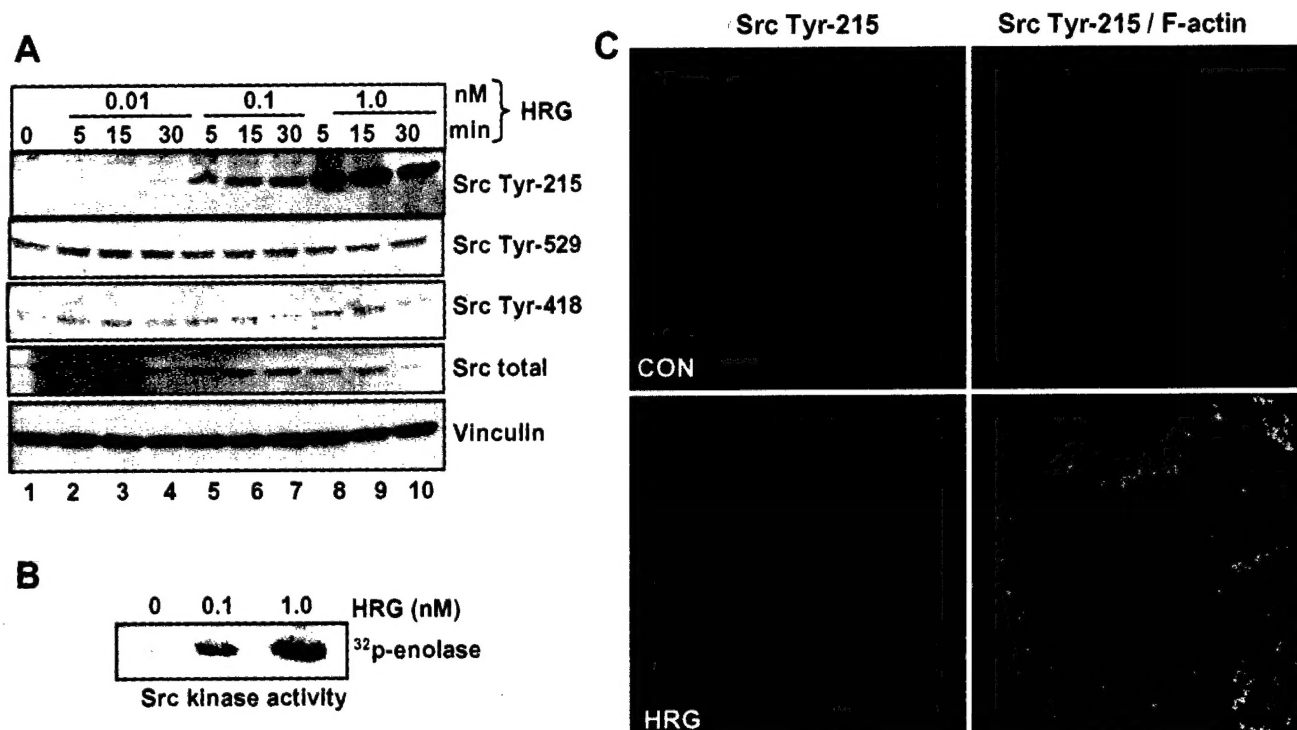 A
0.01 0.1 1.0 nM
0 5 15 30 5 15 30 5 15 30 min
HRG
Src Tyr-215
Src Tyr-529
Src Tyr-418
Src total
Vinculin
1 2 3 4 5 6 7 8 9 10
B
0 0.1 1.0 HRG (nM)
³²p-enolase
Src kinase activity
C
Src Tyr-215 Src Tyr-215 / F-actin
CON
HRG